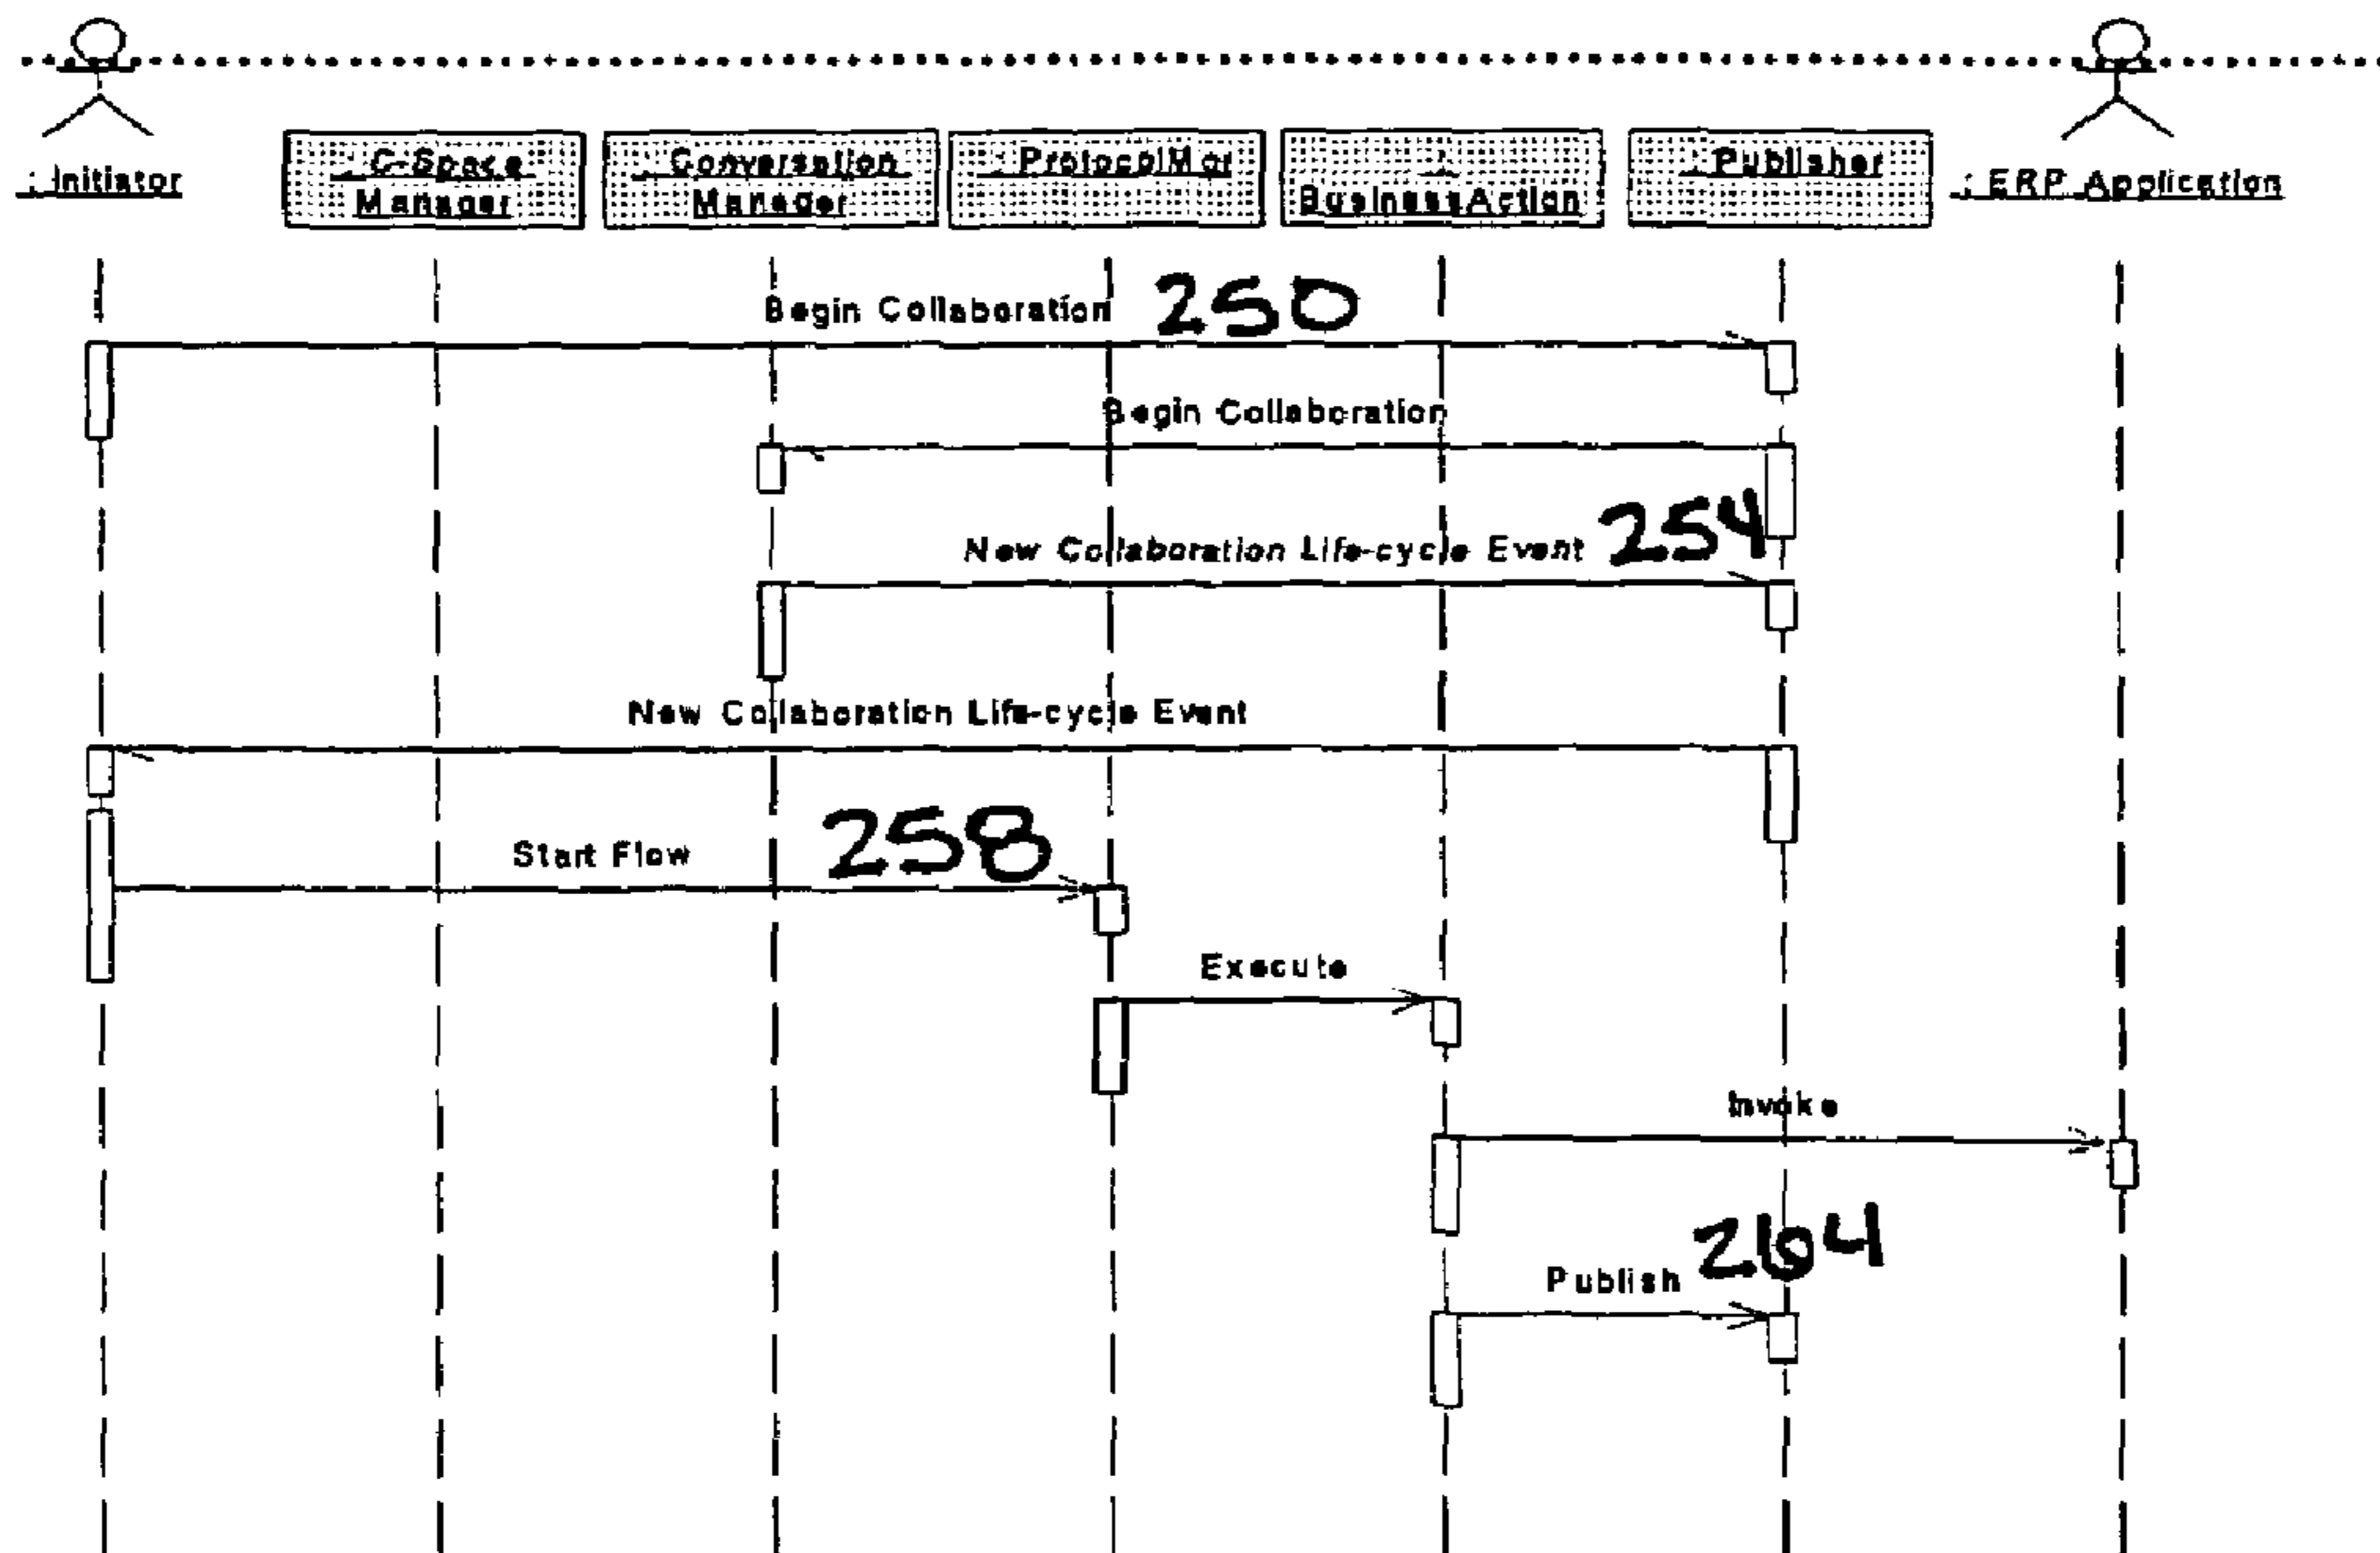 : Initiator
: C-Space
Manager
: Conversation
Manager
: ProtocolMgr
:
BusinessAction
: Publisher
: ERP Application
Begin Collaboration 250
Begin Collaboration
New Collaboration Life-cycle Event 254
New Collaboration Life-cycle Event
Start Flow 258
Execute
Invoke
Publish 264